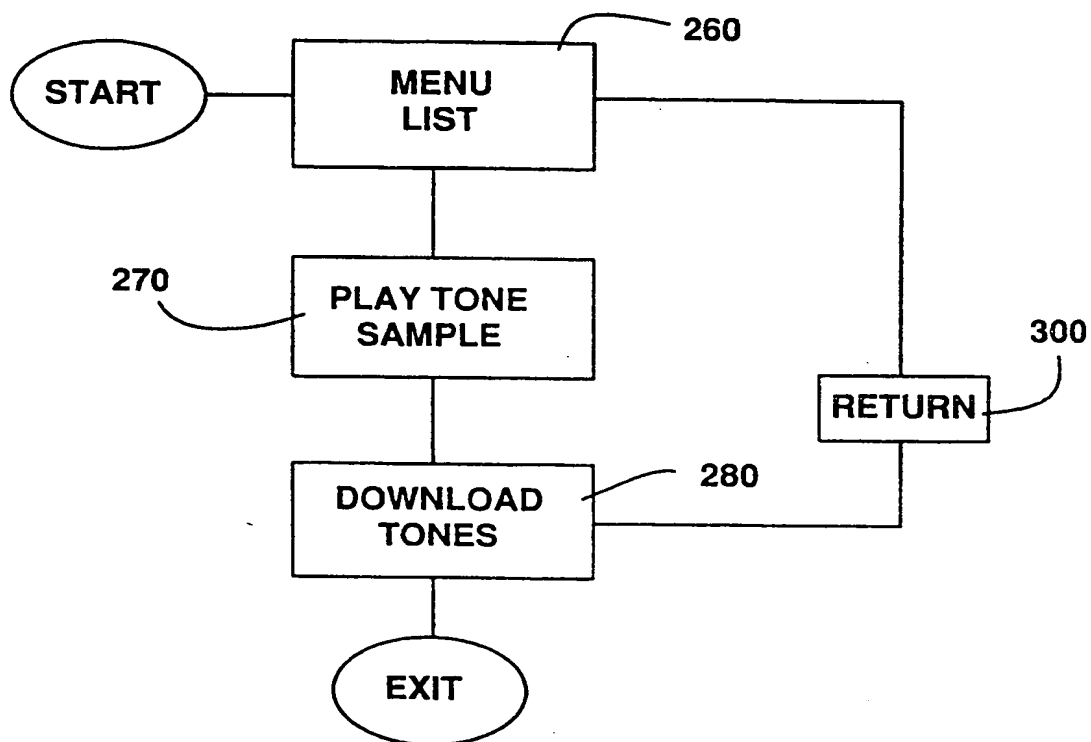 260
START
MENU
LIST
270
PLAY TONE
SAMPLE
300
RETURN
280
DOWNLOAD
TONES
EXIT